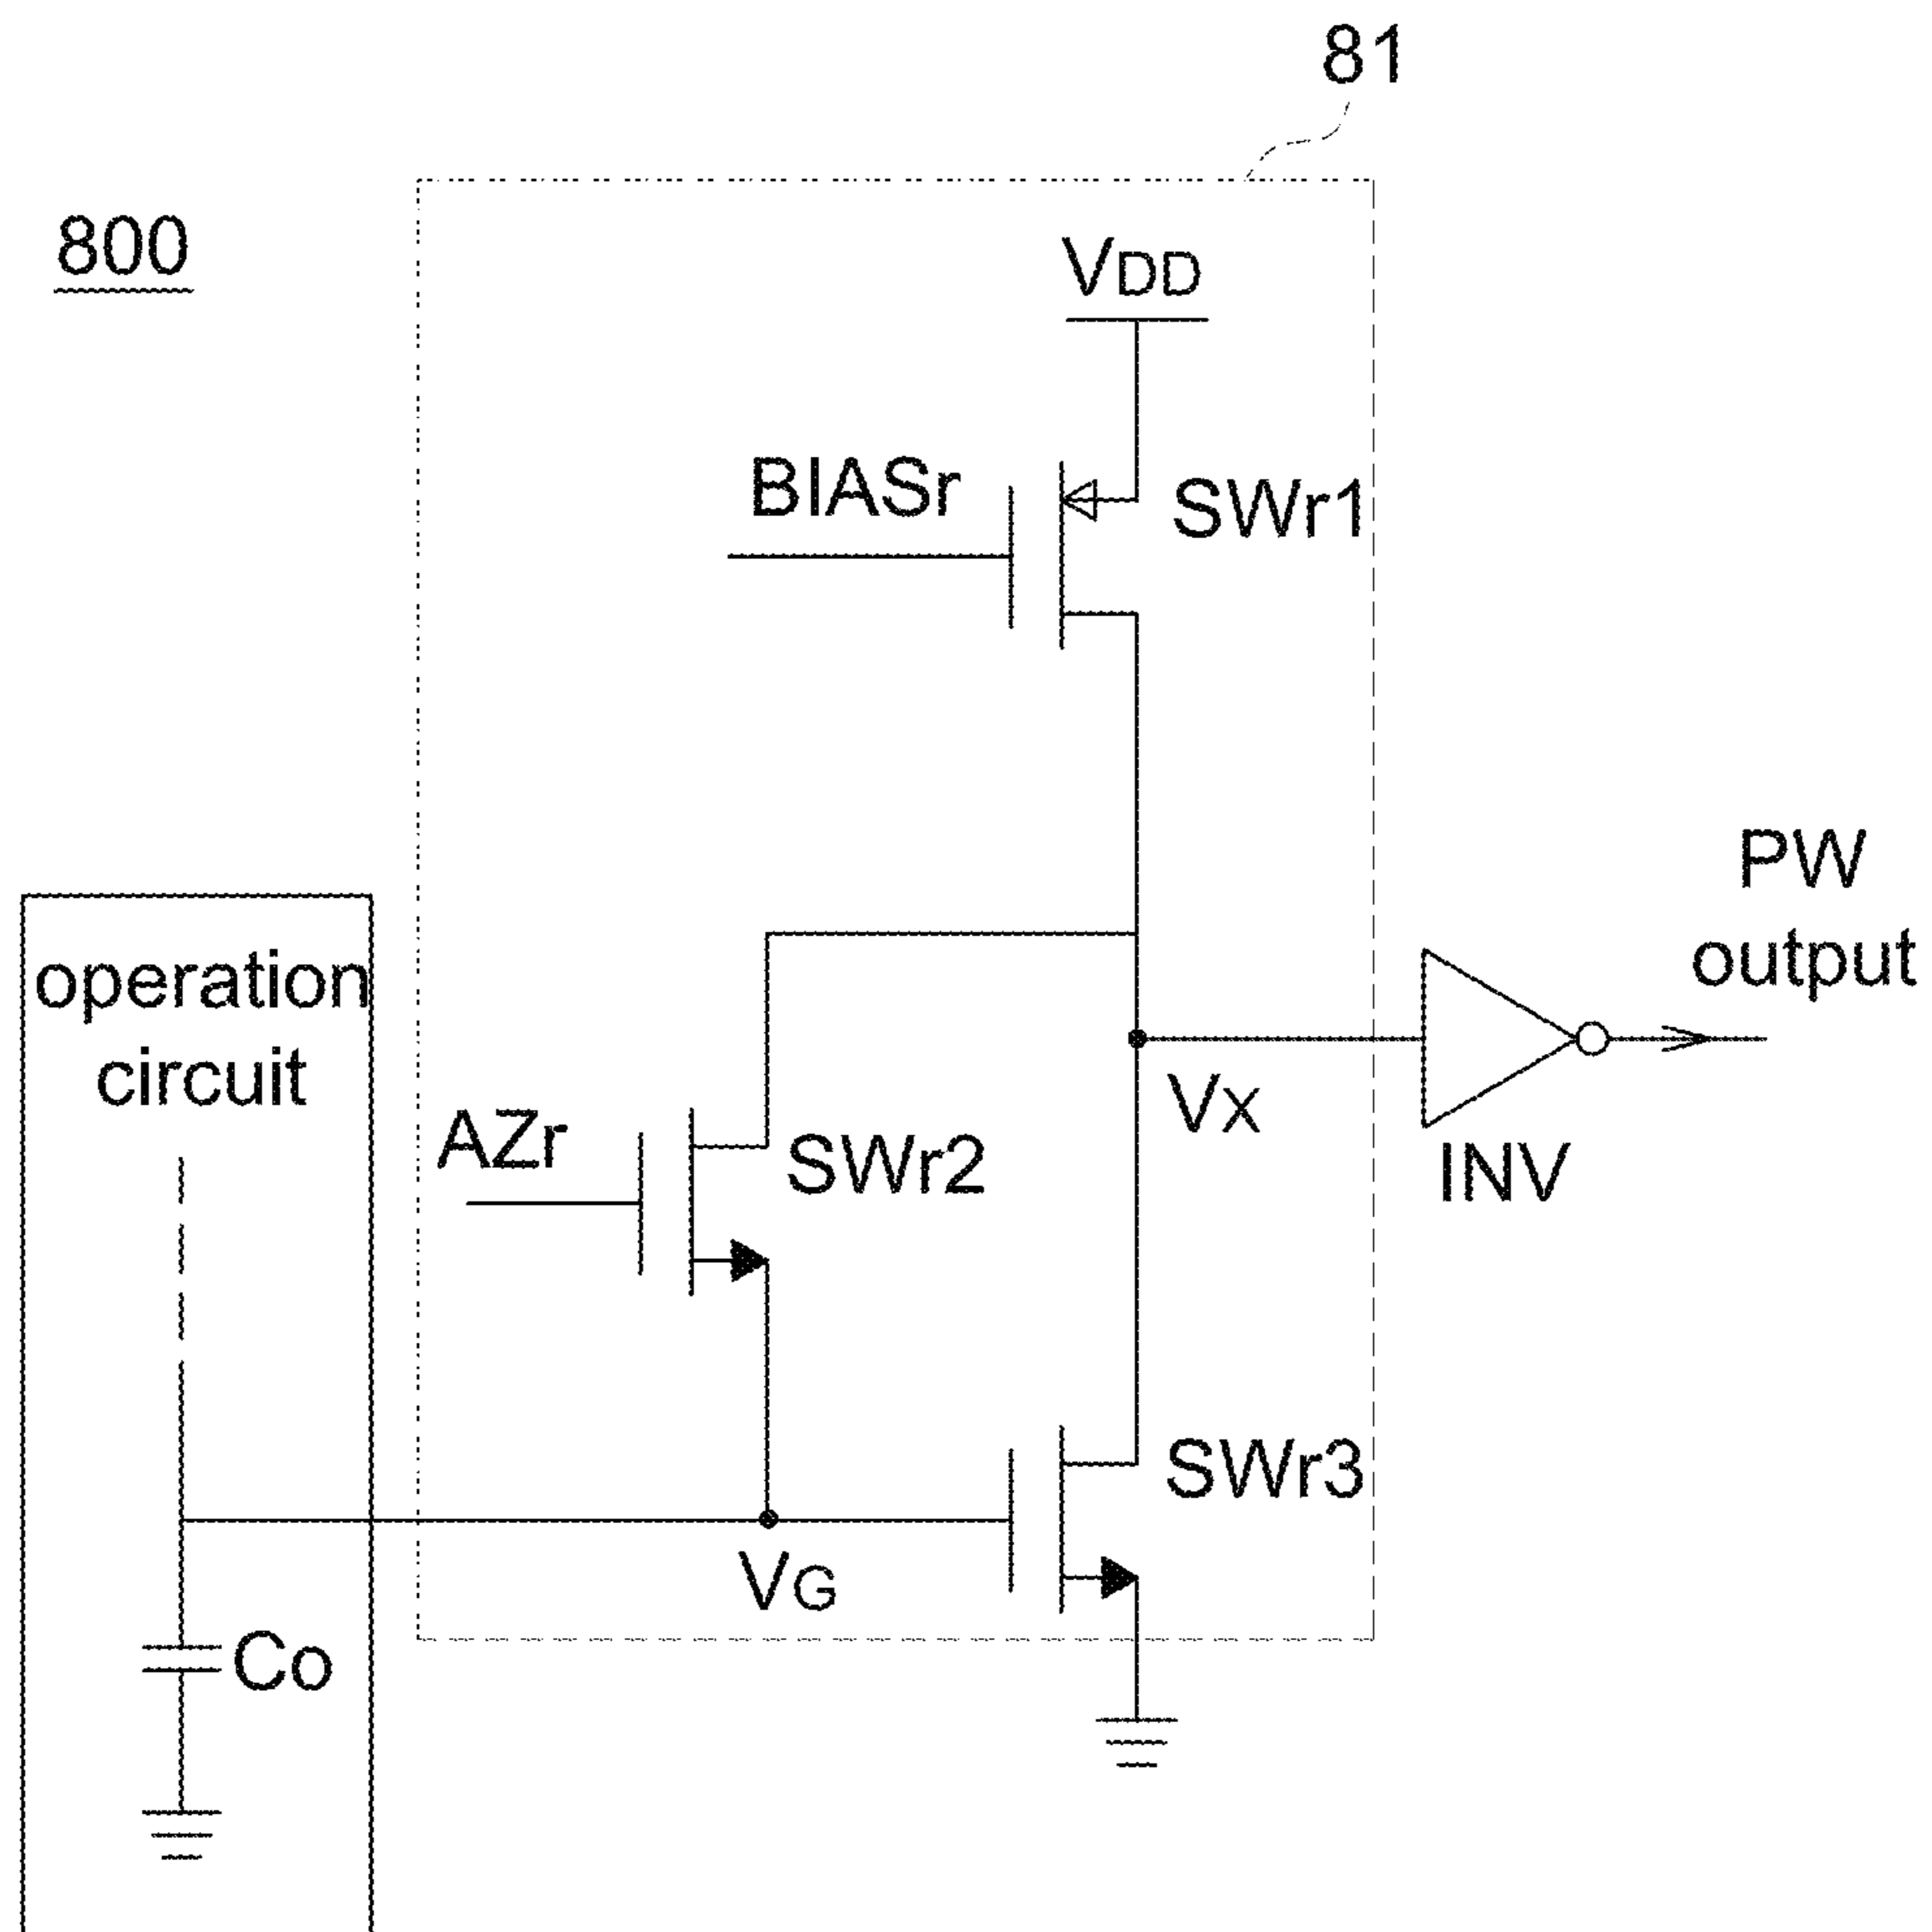 81
800
VDD
BIASr
SWr1
PW
output
operation
circuit
AZr
SWr2
VX
INV
SWr3
VG
Co